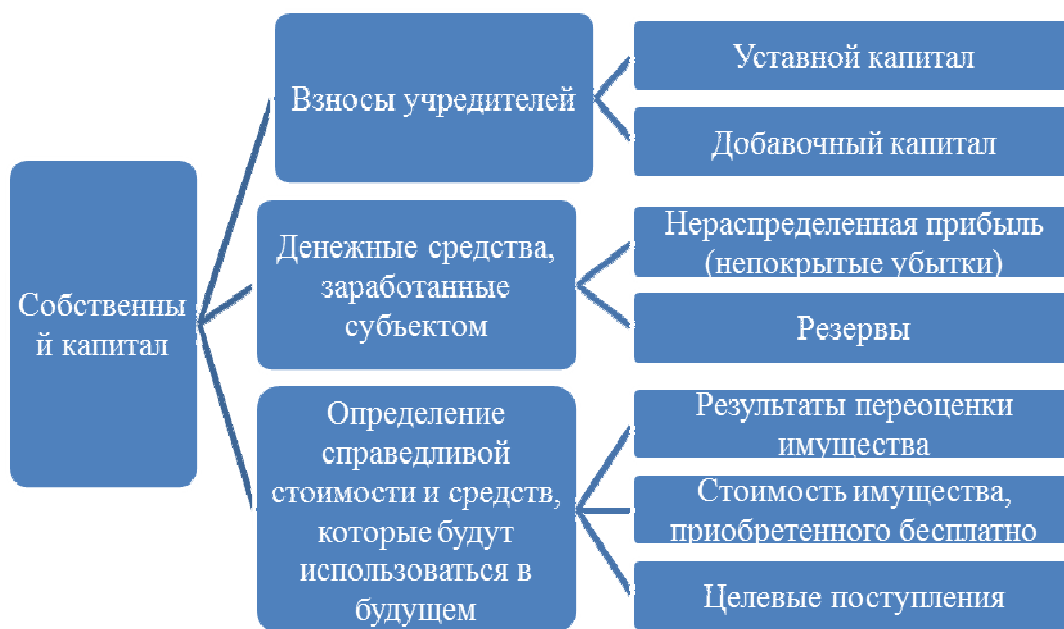 Собственны
й капитал
Взносы учредителей
Уставной капитал
Добавочный капитал
Денежные средства,
заработанные
субъектом
Нераспределенная прибыль
(непокрытые убытки)
Резервы
Определение
справедливой
стоимости и средств,
которые будут
использоваться в
будущем
Результаты переоценки
имущества
Стоимость имущества,
приобретенного бесплатно
Целевые поступления